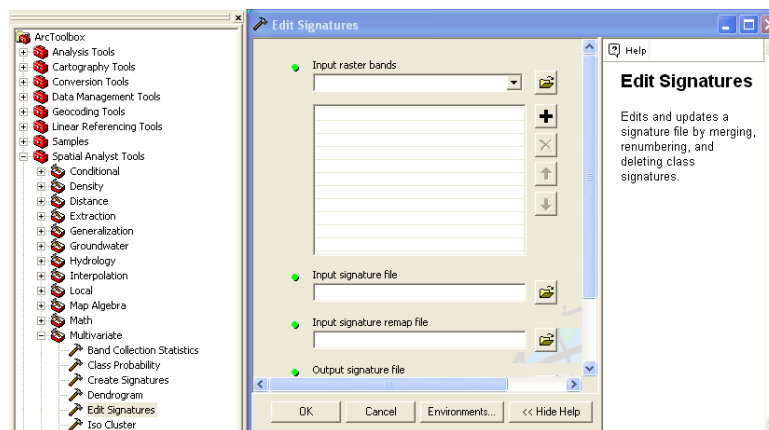 ArcToolbox
Analysis Tools
Cartography Tools
Conversion Tools
Data Management Tools
Geocoding Tools
Linear Referencing Tools
Samples
Spatial Analyst Tools
Conditional
Density
Distance
Extraction
Generalization
Groundwater
Hydrology
Interpolation
Local
Map Algebra
Math
Multivariate
Band Collection Statistics
Class Probability
Create Signatures
Dendrogram
Edit Signatures
Iso Cluster
Edit Signatures
Input raster bands
Input signature file
Input signature remap file
Output signature file
OK
Cancel
Environments...
<< Hide Help
Help
Edit Signatures
Edits and updates a
signature file by merging,
renumbering, and
deleting class
signatures.